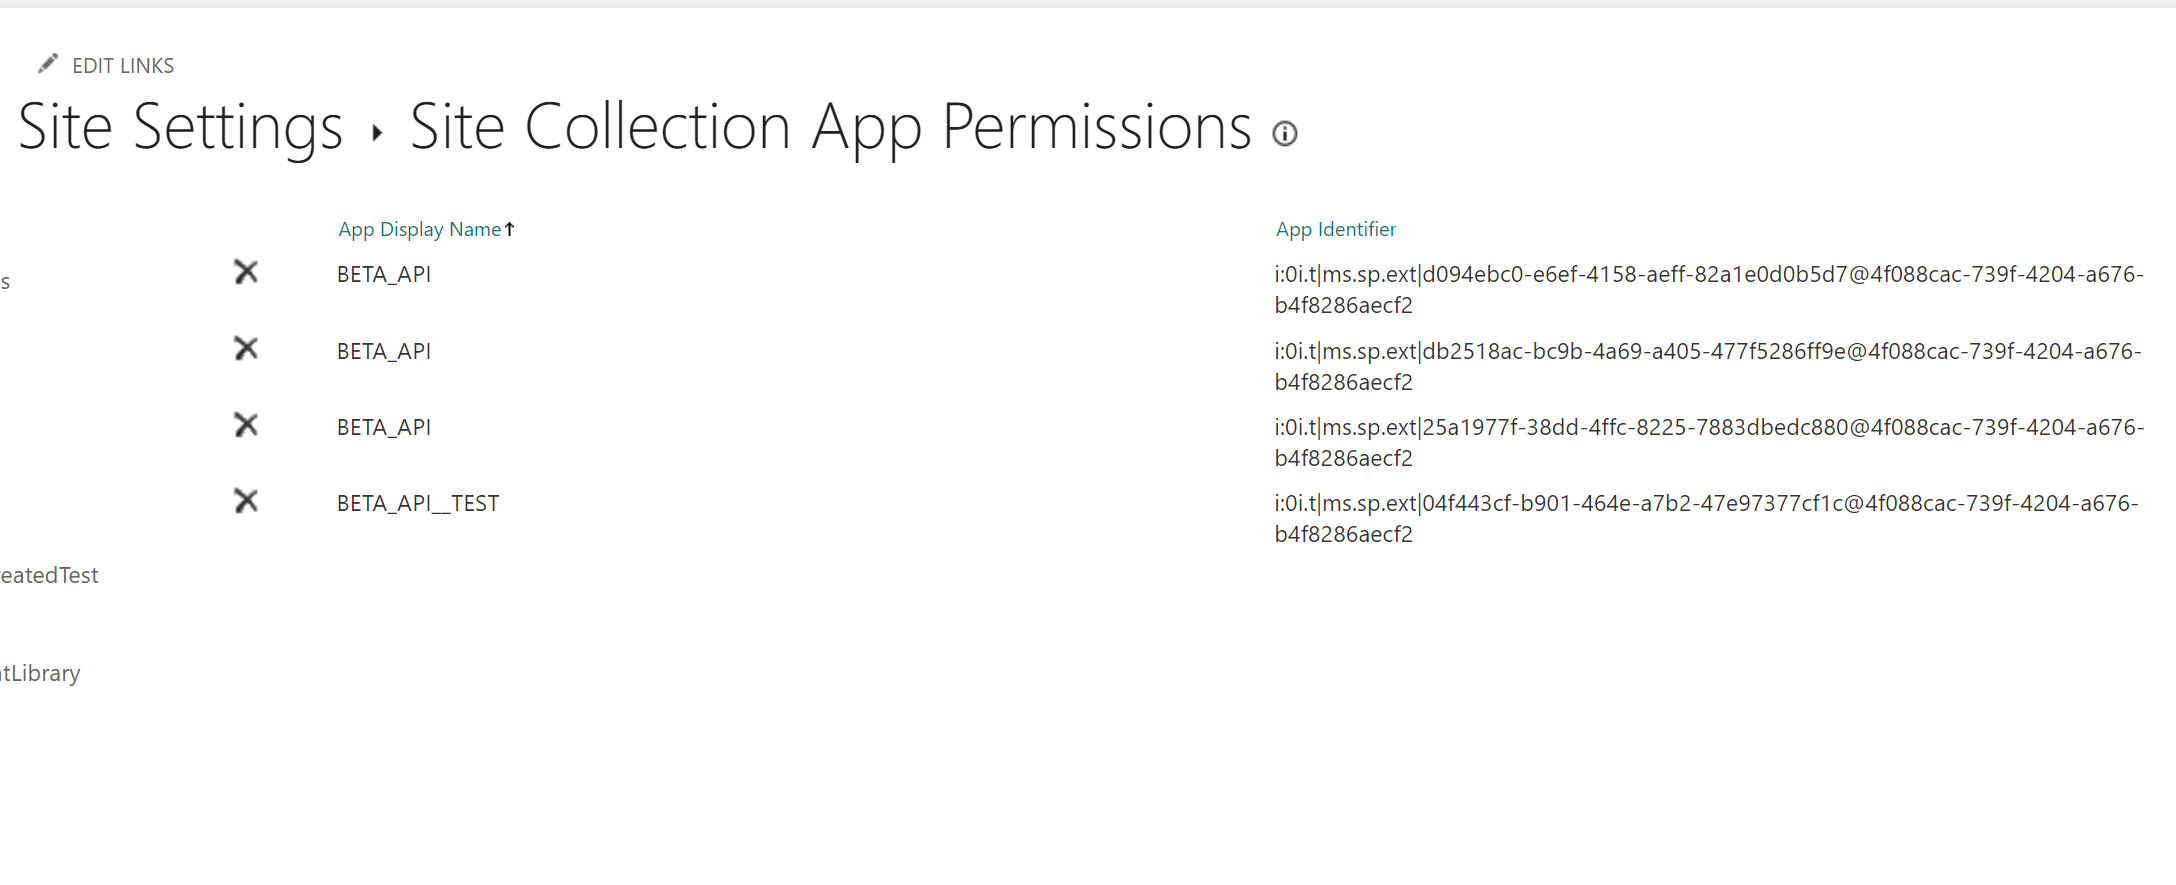 EDIT LINKS
Site Settings ▸ Site Collection App Permissions
App Display Name↑ App Identifier
s
BETA_API i:0i.t|ms.sp.ext|d094ebc0-e6ef-4158-aeff-82a1e0d0b5d7@4f088cac-739f-4204-a676-
b4f8286aecf2
BETA_API i:0i.t|ms.sp.ext|db2518ac-bc9b-4a69-a405-477f5286ff9e@4f088cac-739f-4204-a676-
b4f8286aecf2
BETA_API i:0i.t|ms.sp.ext|25a1977f-38dd-4ffc-8225-7883dbedc880@4f088cac-739f-4204-a676-
b4f8286aecf2
BETA_API__TEST i:0i.t|ms.sp.ext|04f443cf-b901-464e-a7b2-47e97377cf1c@4f088cac-739f-4204-a676-
b4f8286aecf2
eatedTest
tLibrary